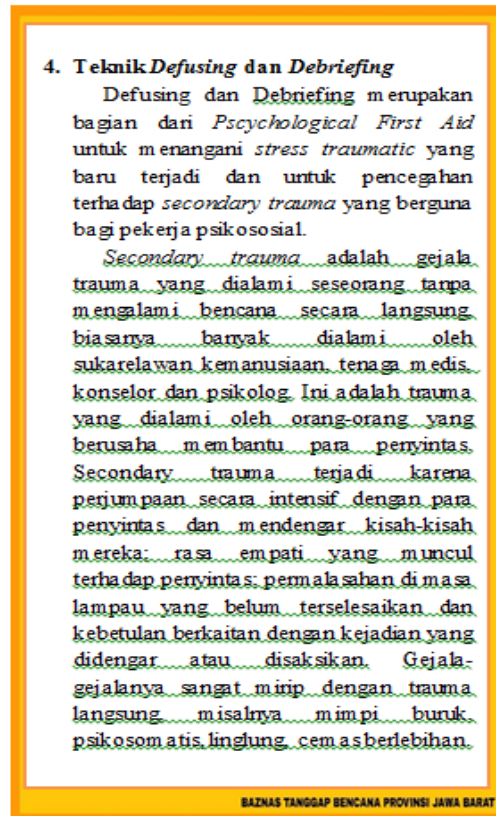 4. Teknik Defusing dan Debriefing
Defusing dan Debriefing merupakan
bagian dari Pscychological First Aid
untuk menangani stress traumatic yang
baru terjadi dan untuk pencegahan
terhadap secondary trauma yang berguna
bagi pekerja psikososial.
Secondary trauma adalah gejala
trauma yang dialami seseorang tanpa
mengalami bencana secara langsung,
biasanya banyak dialami oleh
sukarelawan kemanusiaan, tenaga medis,
konselor dan psikolog. Ini adalah trauma
yang dialami oleh orang-orang yang
berusaha membantu para penyintas.
Secondary trauma terjadi karena
perjumpaan secara intensif dengan para
penyintas dan mendengar kisah-kisah
mereka; rasa empati yang muncul
terhadap penyintas; permalasahan di masa
lampau yang belum terselesaikan dan
kebetulan berkaitan dengan kejadian yang
didengar atau disaksikan. Gejala-
gejalanya sangat mirip dengan trauma
langsung, misalnya mimpi buruk,
psikosomatis, linglung, cemas berlebihan,
BAZNAS TANGGAP BENCANA PROVINSI JAWA BARAT